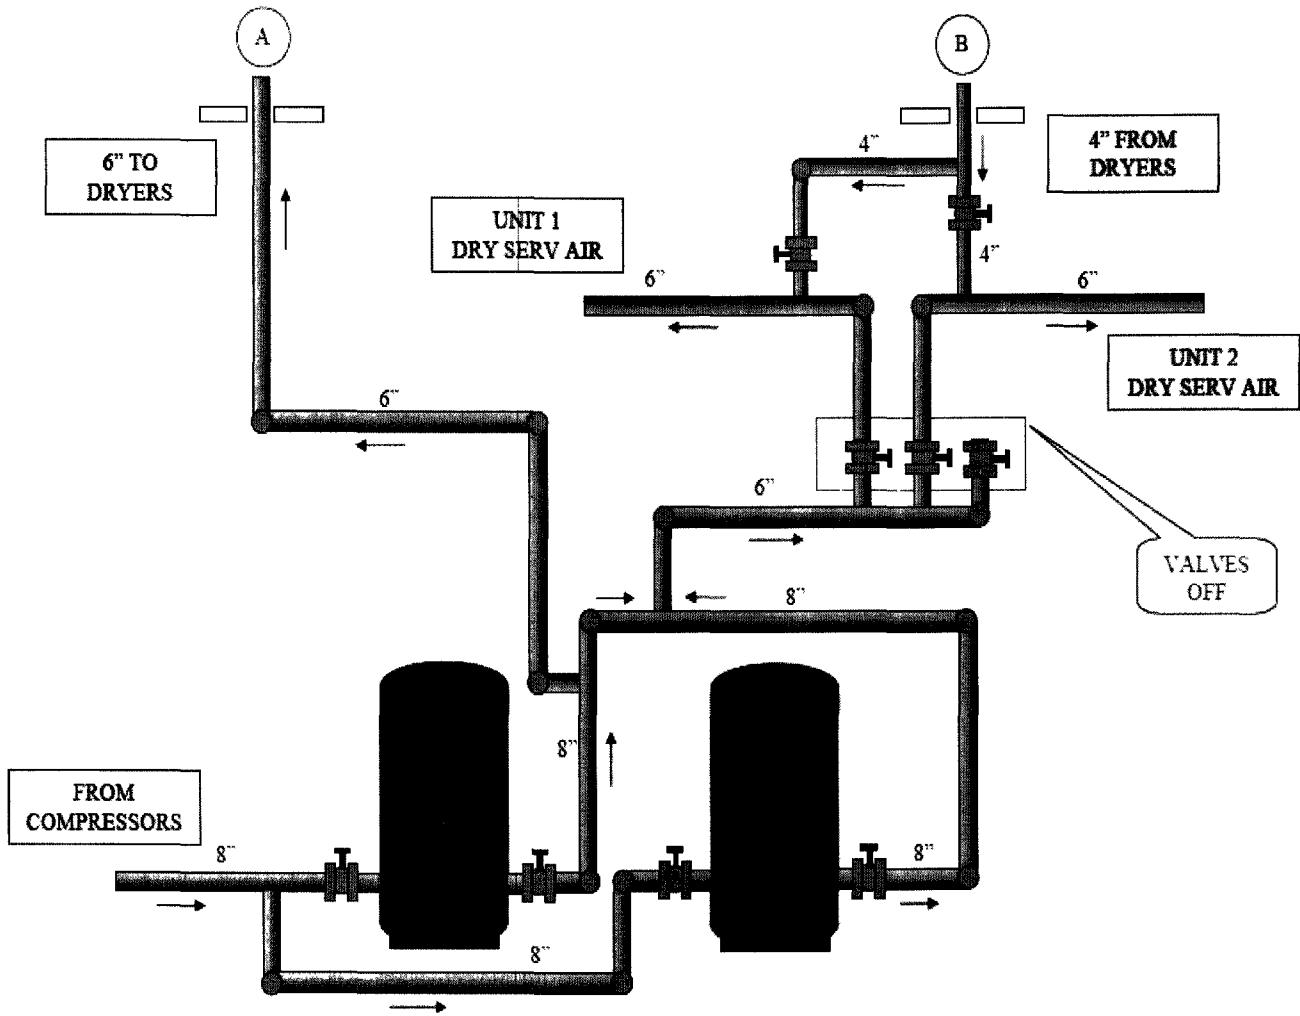 A
B
6” TO
DRYERS
4”
4” FROM
DRYERS
UNIT 1
DRY SERV AIR
4”
6”
6”
UNIT 2
DRY SERV AIR
6”
6”
VALVES
OFF
8”
8”
FROM
COMPRESSORS
8”
8”
8”